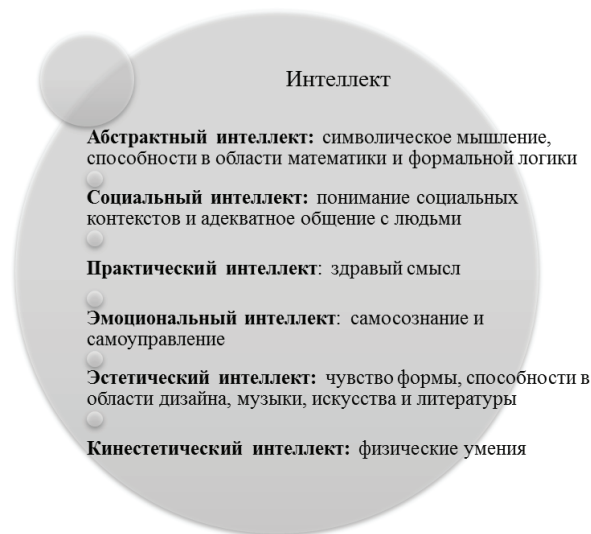 Интеллект
Абстрактный интеллект: символическое мышление,
способности в области математики и формальной логики
Социальный интеллект: понимание социальных
контекстов и адекватное общение с людьми
Практический интеллект: здравый смысл
Эмоциональный интеллект: самосознание и
самоуправление
Эстетический интеллект: чувство формы, способности в
области дизайна, музыки, искусства и литературы
Кинестетический интеллект: физические умения